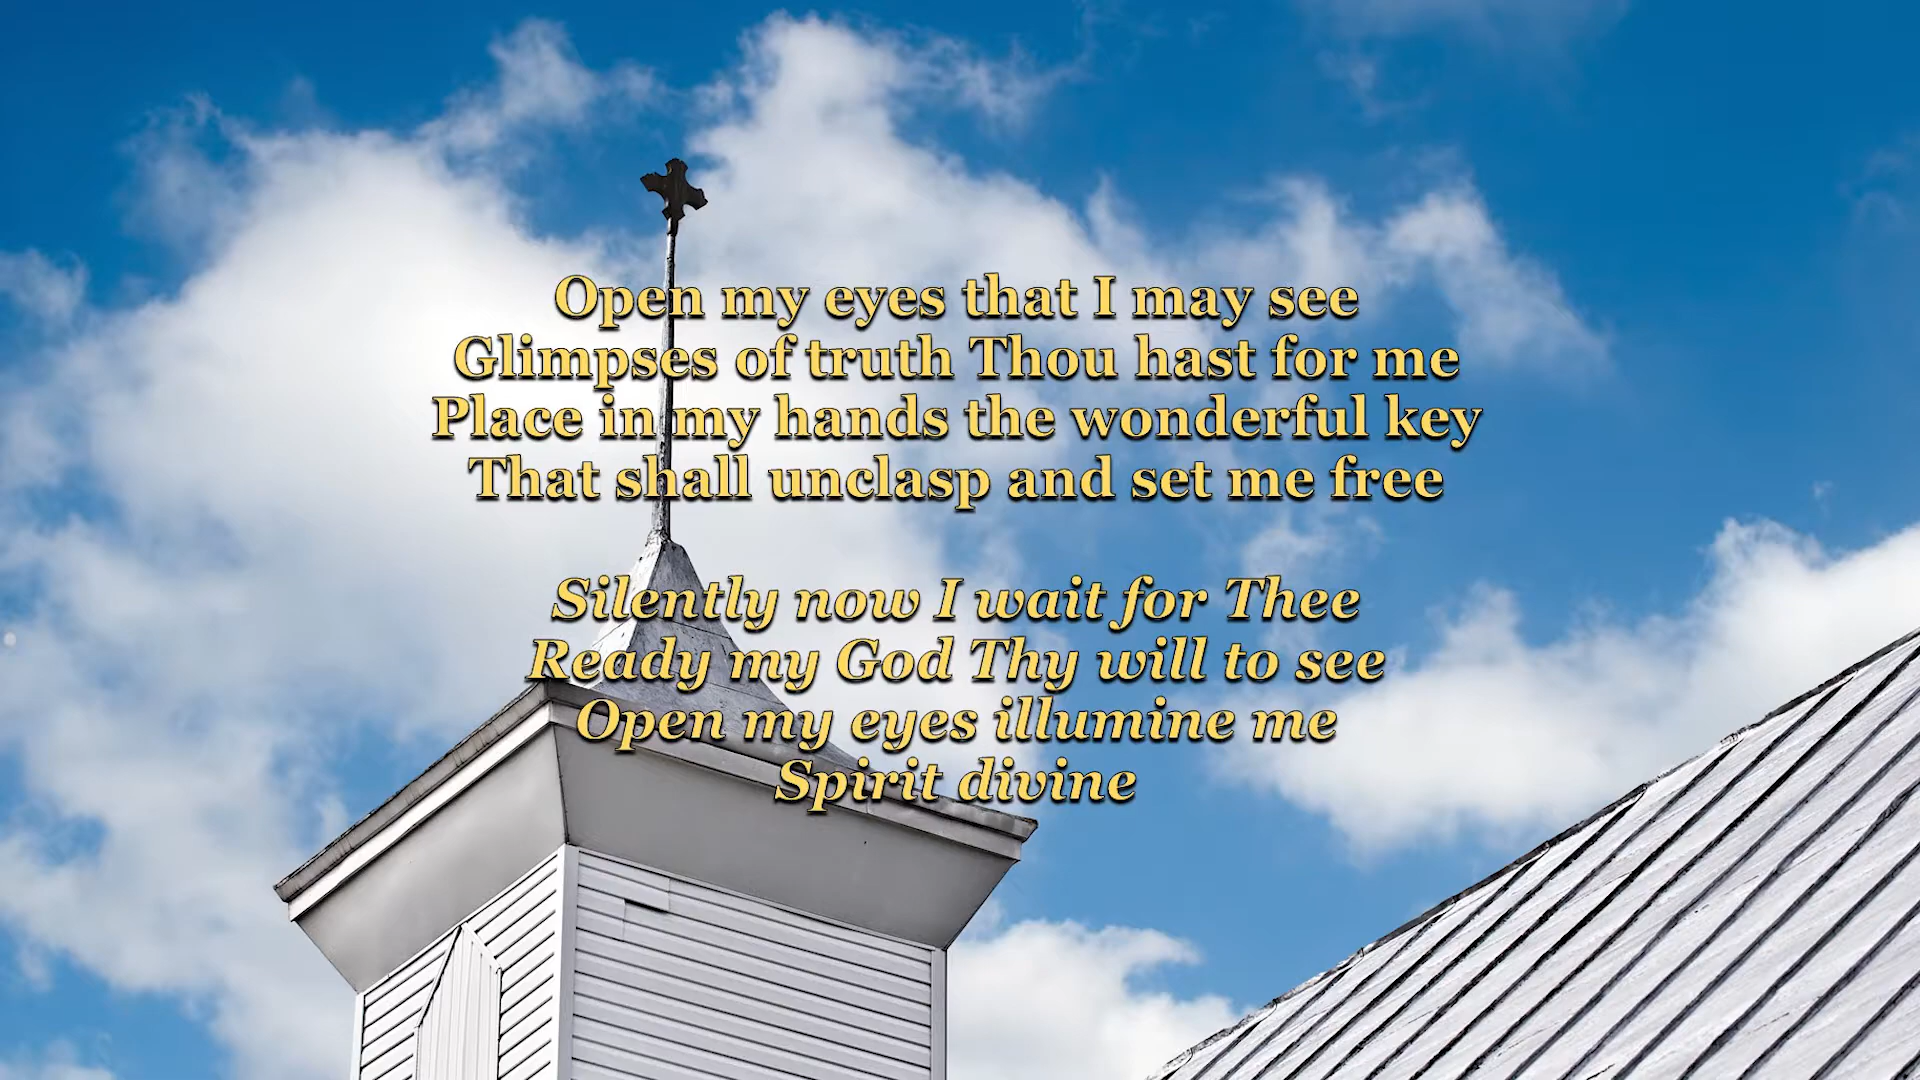 Open my eyes that I may see
Glimpses of truth Thou hast for me
Place in my hands the wonderful key
That shall unclasp and set me free
Silently now I wait for Thee
Ready my God Thy will to see
Open my eyes illumine me
Spirit divine